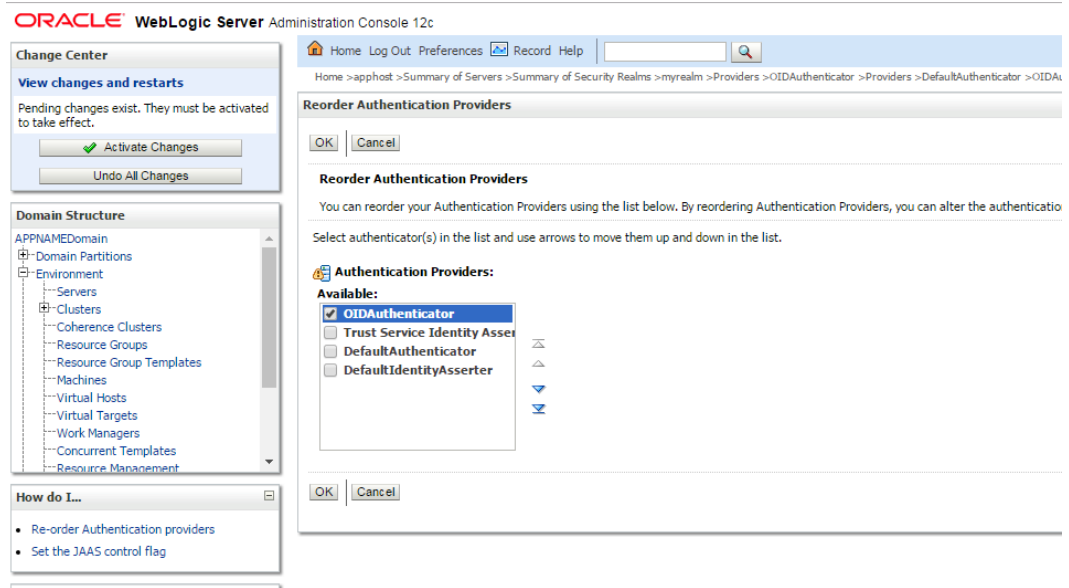 ORACLE WebLogic Server Administration Console 12c
Change Center
View changes and restarts
Pending changes exist. They must be activated
to take effect.
Activate Changes
Undo All Changes
Domain Structure
APPNAMEDomain
Domain Partitions
Environment
Servers
Clusters
Coherence Clusters
Resource Groups
Resource Group Templates
Machines
Virtual Hosts
Virtual Targets
Work Managers
Concurrent Templates
Resource Management
How do I...
Re-order Authentication providers
Set the JAAS control flag
Home Log Out Preferences Record Help
Home >apphost >Summary of Servers >Summary of Security Realms >myrealm >Providers >OIDAuthenticator >Providers >DefaultAuthenticator >OIDAu
Reorder Authentication Providers
OK Cancel
Reorder Authentication Providers
You can reorder your Authentication Providers using the list below. By reordering Authentication Providers, you can alter the authenticatio
Select authenticator(s) in the list and use arrows to move them up and down in the list.
Authentication Providers:
Available:
OIDAuthenticator
Trust Service Identity Asser
DefaultAuthenticator
DefaultIdentityAsserter
OK Cancel